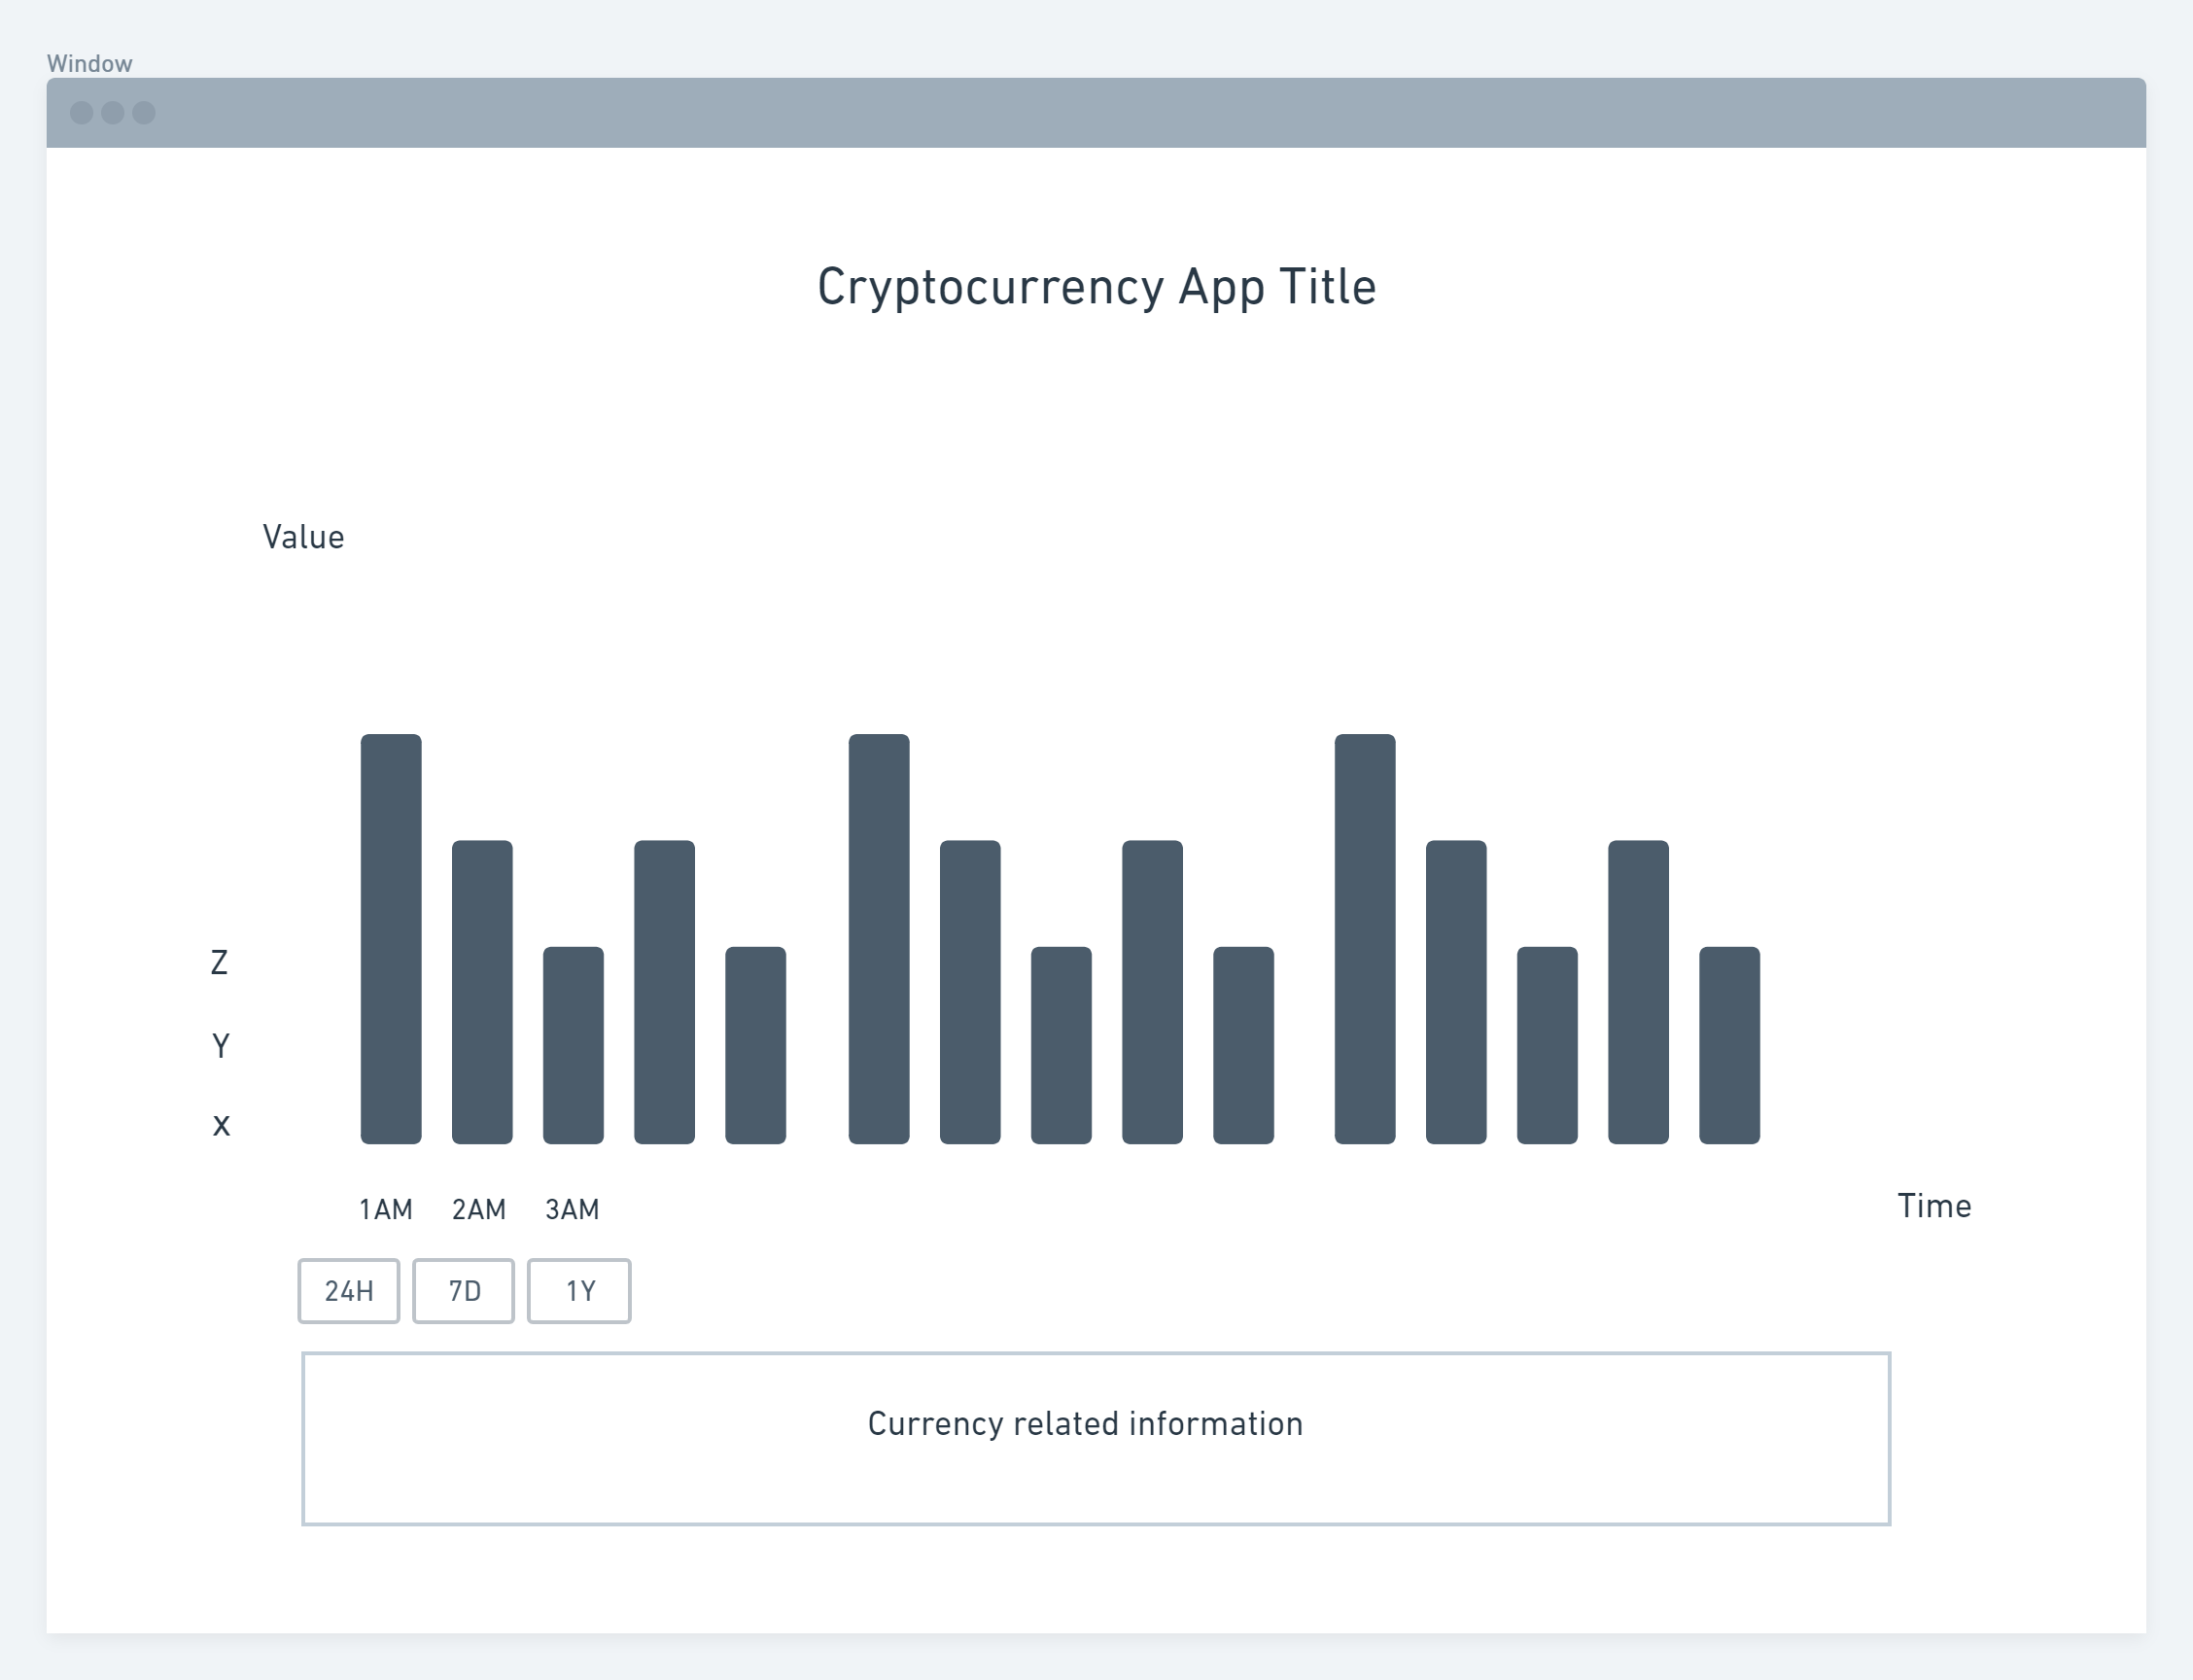 Window
Cryptocurrency App Title
Value
Z
Y
X
1AM 2AM 3AM
Time
24H 7D 1Y
Currency related information